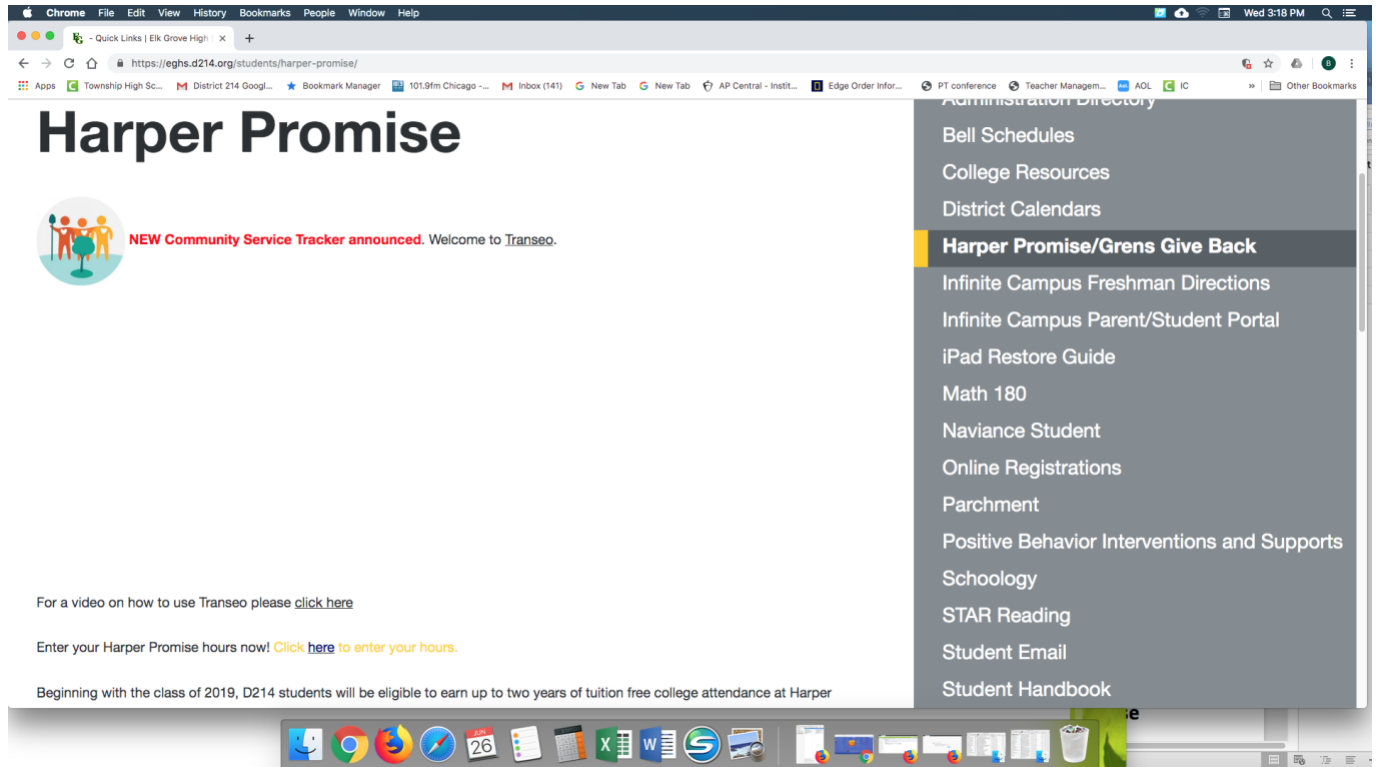 Chrome File Edit View History Bookmarks People Window Help Wed 3:18 PM
- Quick Links | Elk Grove High
https://eghs.d214.org/students/harper-promise/ B
Apps Township High Sc... District 214 Googl... Bookmark Manager 101.9fm Chicago -... Inbox (141) New Tab New Tab AP Central - Instit... Edge Order Infor... PT conference Teacher Managem... AOL IC » Other Bookmarks
Harper Promise
NEW Community Service Tracker announced. Welcome to Transeo.
For a video on how to use Transeo please click here
Enter your Harper Promise hours now! Click here to enter your hours.
Beginning with the class of 2019, D214 students will be eligible to earn up to two years of tuition free college attendance at Harper
Administration Directory
Bell Schedules
College Resources
District Calendars
Harper Promise/Grens Give Back
Infinite Campus Freshman Directions
Infinite Campus Parent/Student Portal
iPad Restore Guide
Math 180
Naviance Student
Online Registrations
Parchment
Positive Behavior Interventions and Supports
Schoology
STAR Reading
Student Email
Student Handbook
JUN
26